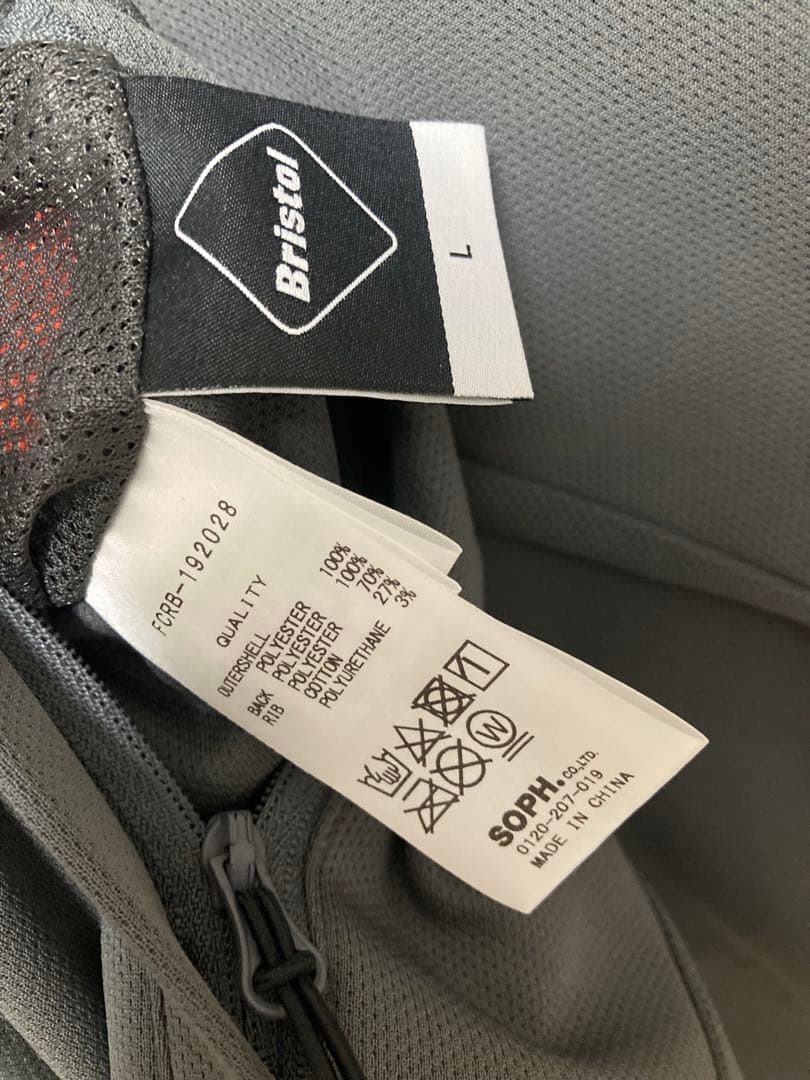 Bristol
L
FCRB-192028
QUALITY
OUTERSHELL
POLYESTER 100%
BACK POLYESTER 100%
RIB POLYESTER 70%
COTTON 27%
POLYURETHANE 3%
W
SOPH.CO.,LTD.
0120-207-019
MADE IN CHINA